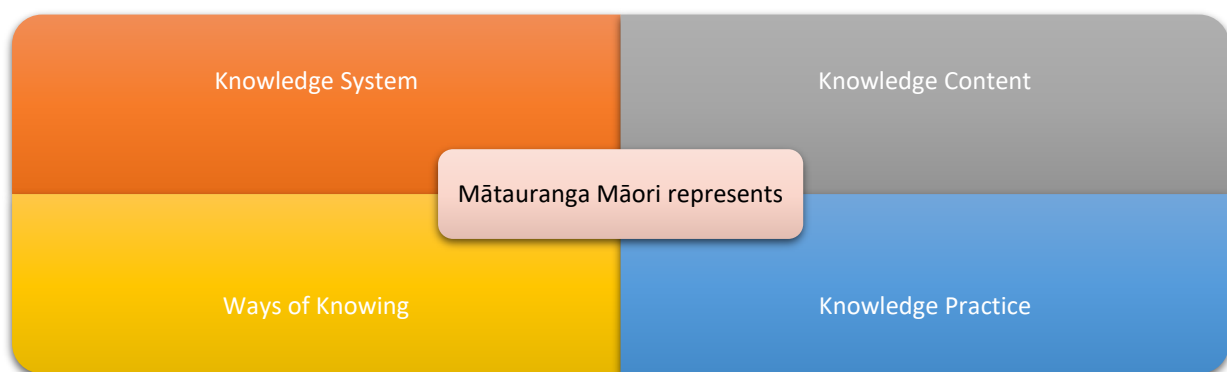 Knowledge System
Knowledge Content
Mātauranga Māori represents
Ways of Knowing
Knowledge Practice